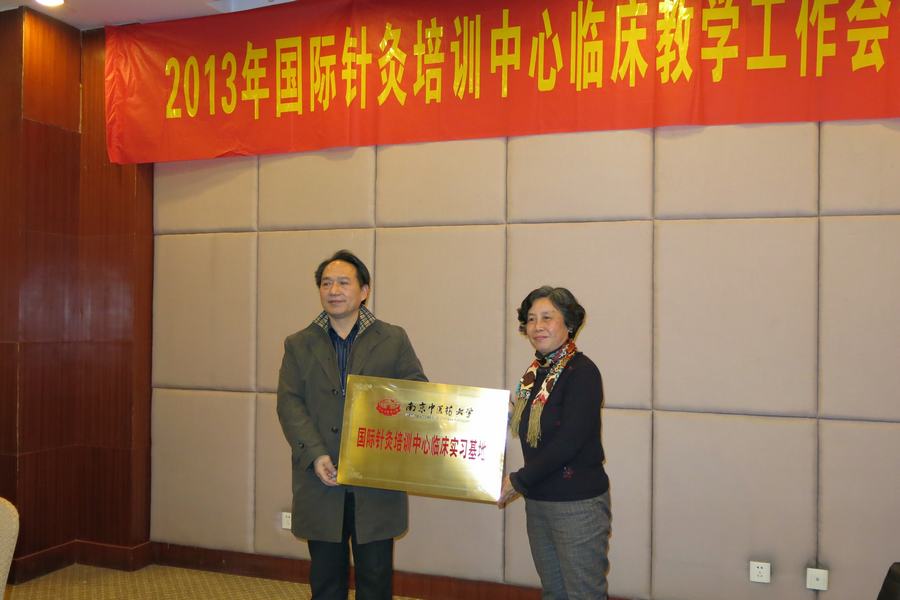 2013年国际针灸培训中心临床教学工作会
南京中医药大学
国际针灸培训中心临床实习基地